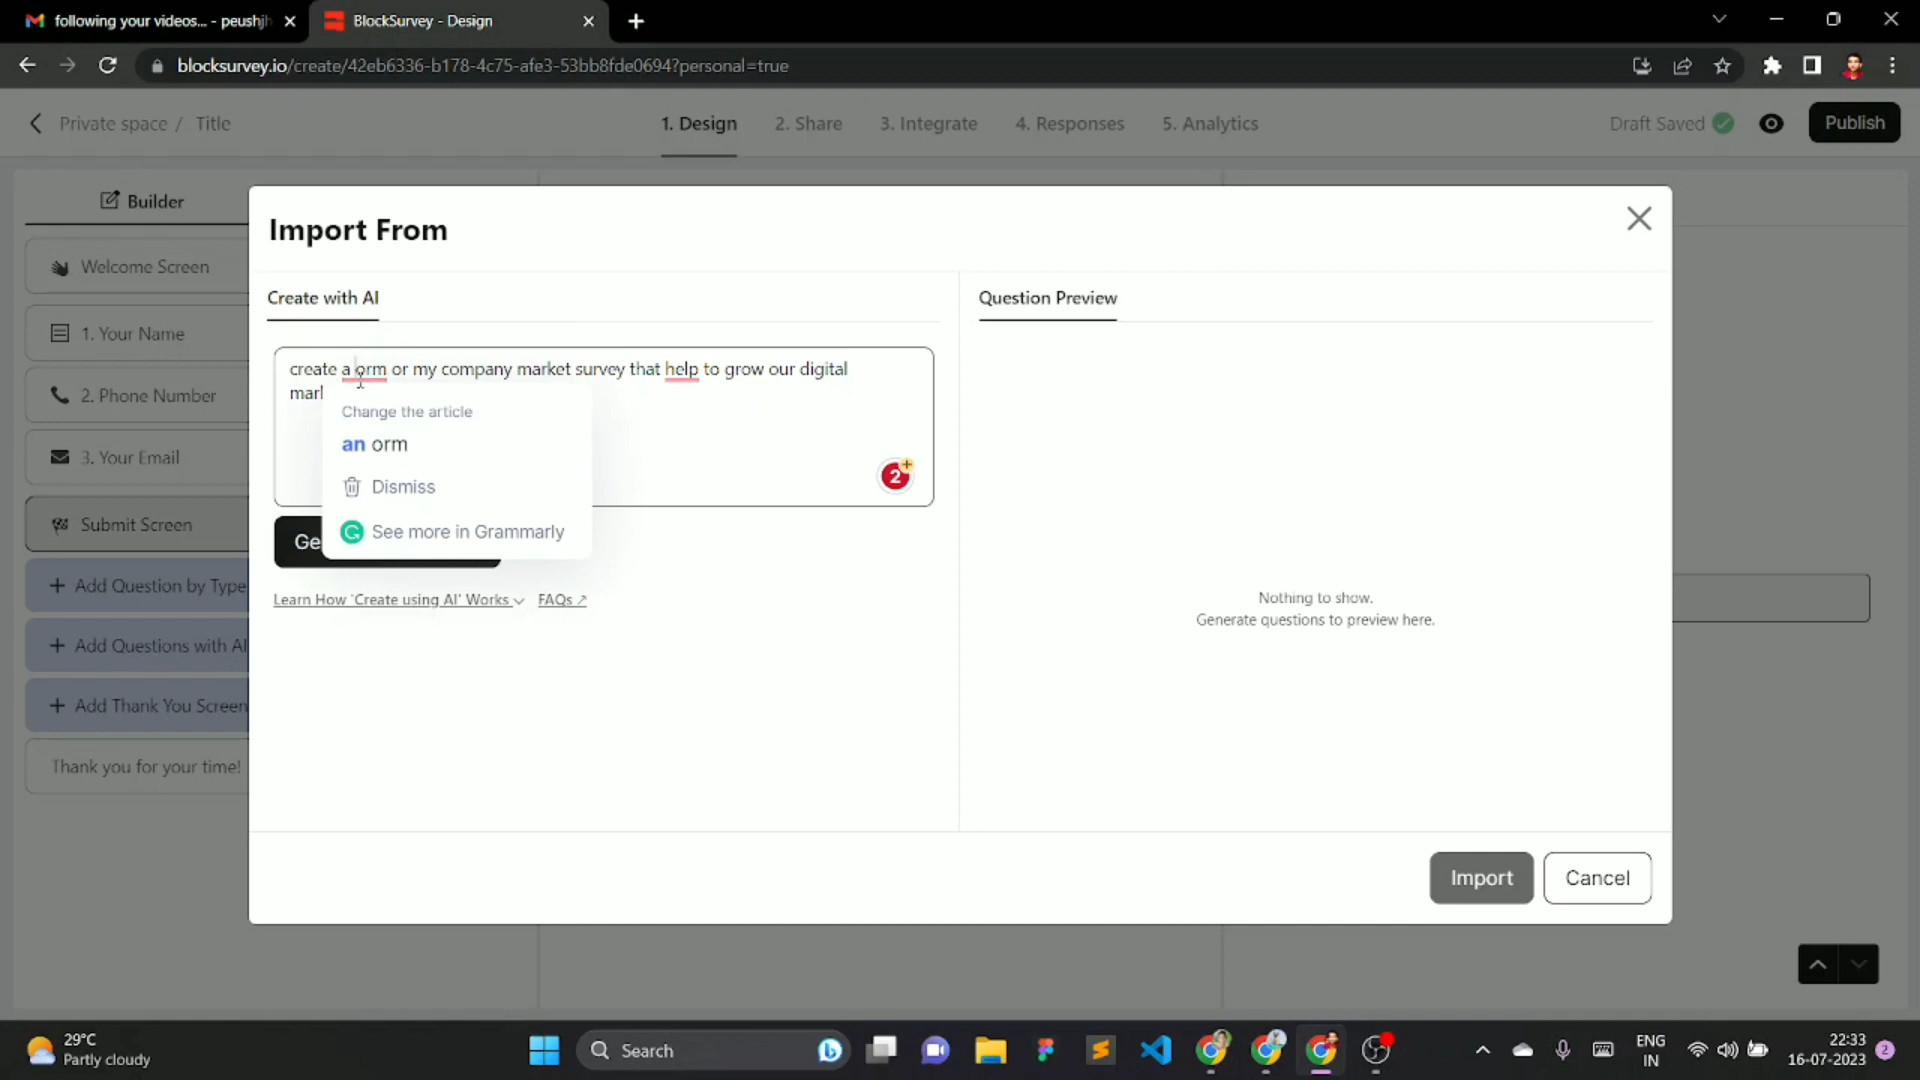 following your videos... - peushjh
BlockSurvey - Design
blocksurvey.io/create/42eb6336-b178-4c75-afe3-53bb8fde0694?personal=true
Private space / Title
1. Design
2. Share
3. Integrate
4. Responses
5. Analytics
Draft Saved
Publish
Builder
Welcome Screen
1. Your Name
2. Phone Number
3. Your Email
Submit Screen
+ Add Question by Type
+ Add Questions with AI
+ Add Thank You Screen
Thank you for your time!
Import From
Create with AI
Question Preview
create a orm or my company market survey that help to grow our digital
Change the article
an orm
Dismiss
See more in Grammarly
2
Learn How 'Create using AI' Works
FAQs
Nothing to show.
Generate questions to preview here.
Import
Cancel
29°C
Partly cloudy
Search
ENG
IN
22:33
16-07-2023
2